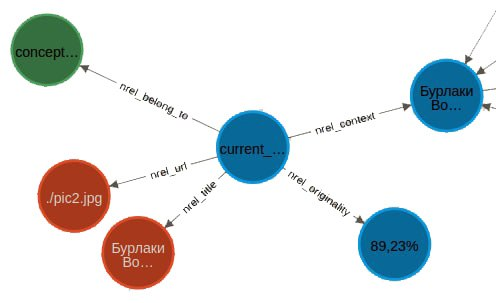 concept...
nrel_belong_to
Бурлаки
Во...
current_...
nrel_context
nrel_url
nrel_originality
./pic2.jpg
nrel_title
Бурлаки
Во...
89,23%